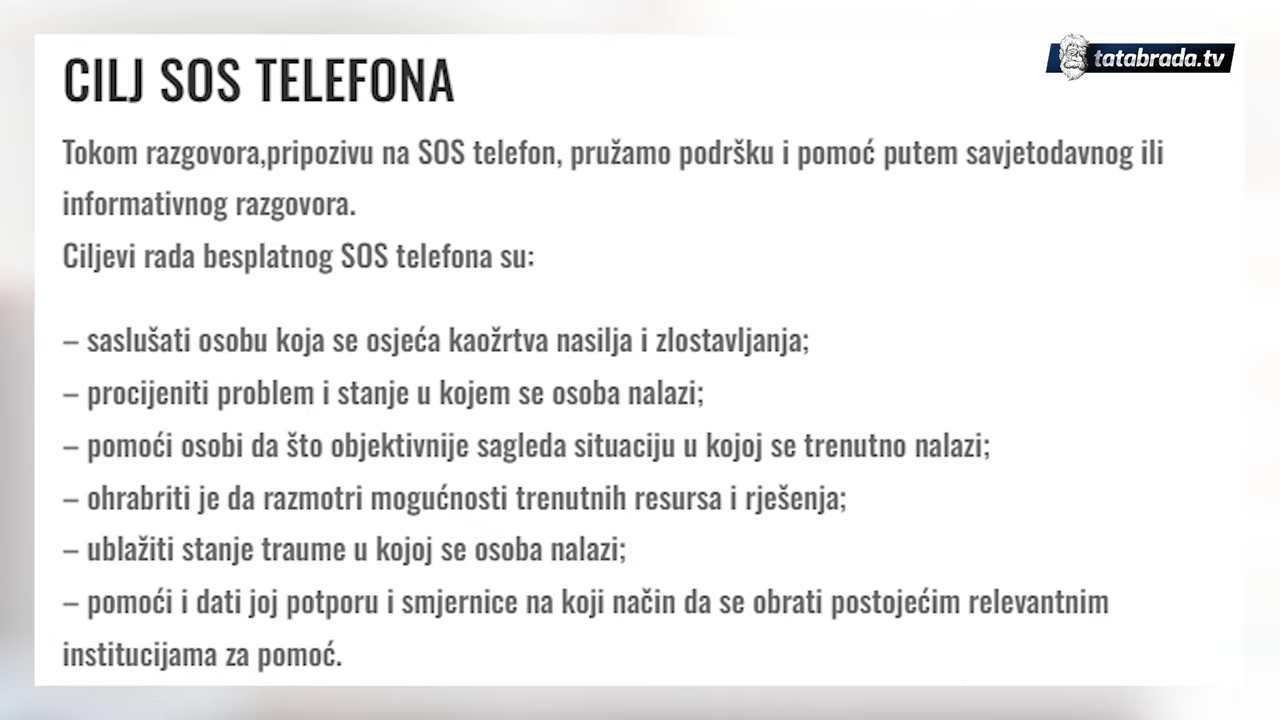 tatabrada.tv
CILJ SOS TELEFONA
Tokom razgovora,pripozivu na SOS telefon, pružamo podršku i pomoć putem savjetodavnog ili
informativnog razgovora.
Ciljevi rada besplatnog SOS telefona su:
– saslušati osobu koja se osjeća kaožrtva nasilja i zlostavljanja;
– procijeniti problem i stanje u kojem se osoba nalazi;
– pomoći osobi da što objektivnije sagleda situaciju u kojoj se trenutno nalazi;
– ohrabriti je da razmotri mogućnosti trenutnih resursa i rješenja;
– ublažiti stanje traume u kojoj se osoba nalazi;
– pomoći i dati joj potporu i smjernice na koji način da se obrati postojećim relevantnim
institucijama za pomoć.